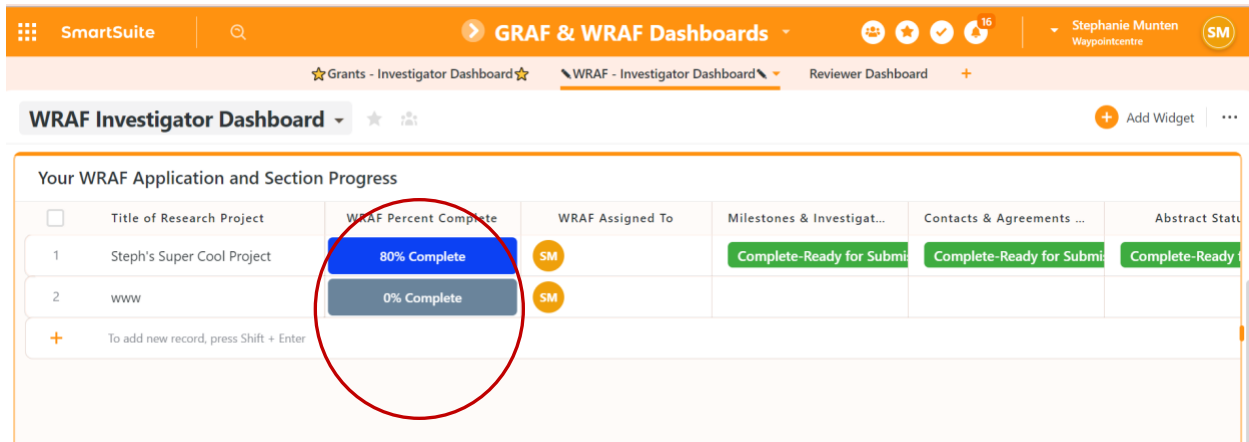 SmartSuite
GRAF & WRAF Dashboards
16
Stephanie Munten
Waypointcentre
SM
Grants - Investigator Dashboard
WRAF - Investigator Dashboard
Reviewer Dashboard
+
WRAF Investigator Dashboard
+ Add Widget ...
Your WRAF Application and Section Progress
Title of Research Project WRAF Percent Complete WRAF Assigned To Milestones & Investigat... Contacts & Agreements ... Abstract Statu
1 Steph's Super Cool Project 80% Complete SM Complete-Ready for Submi Complete-Ready for Submi Complete-Ready f
2 www 0% Complete SM
+ To add new record, press Shift + Enter